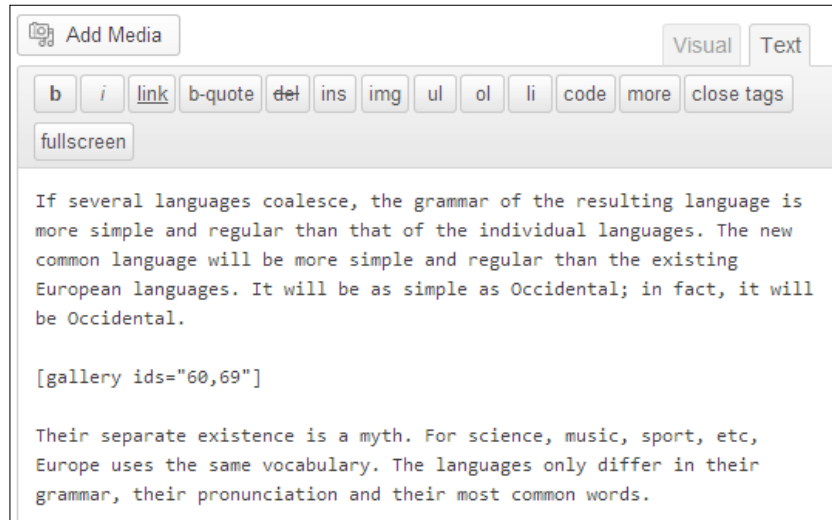 Add Media
Visual Text
b i link b-quote del ins img ul ol li code more close tags
fullscreen
If several languages coalesce, the grammar of the resulting language is
more simple and regular than that of the individual languages. The new
common language will be more simple and regular than the existing
European languages. It will be as simple as Occidental; in fact, it will
be Occidental.
[gallery ids="60,69"]
Their separate existence is a myth. For science, music, sport, etc,
Europe uses the same vocabulary. The languages only differ in their
grammar, their pronunciation and their most common words.